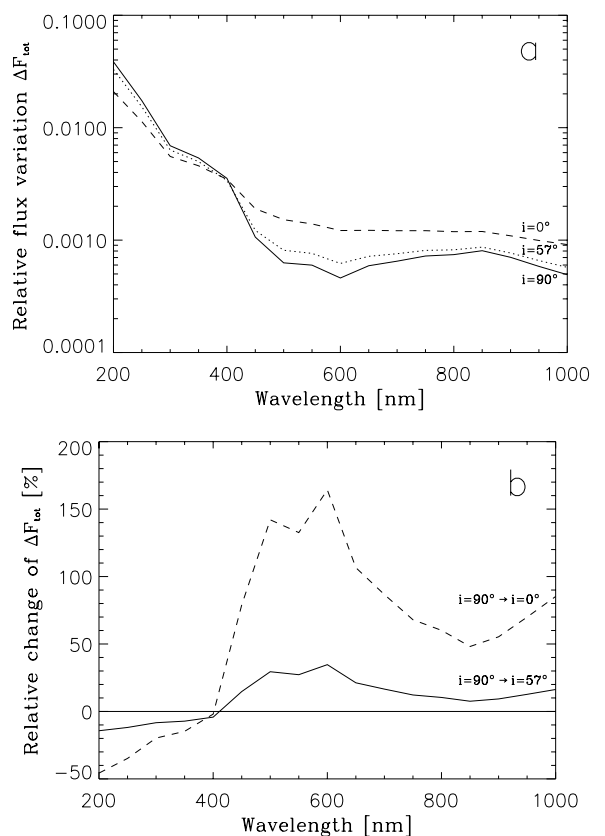 a
0.1000
0.0100
0.0010
0.0001
Relative flux variation ΔFtot
i=0°
i=57°
i=90°
200 400 600 800 1000
Wavelength [nm]
b
200
150
100
50
0
−50
Relative change of ΔFtot [%]
i=90°→i=0°
i=90°→i=57°
200 400 600 800 1000
Wavelength [nm]